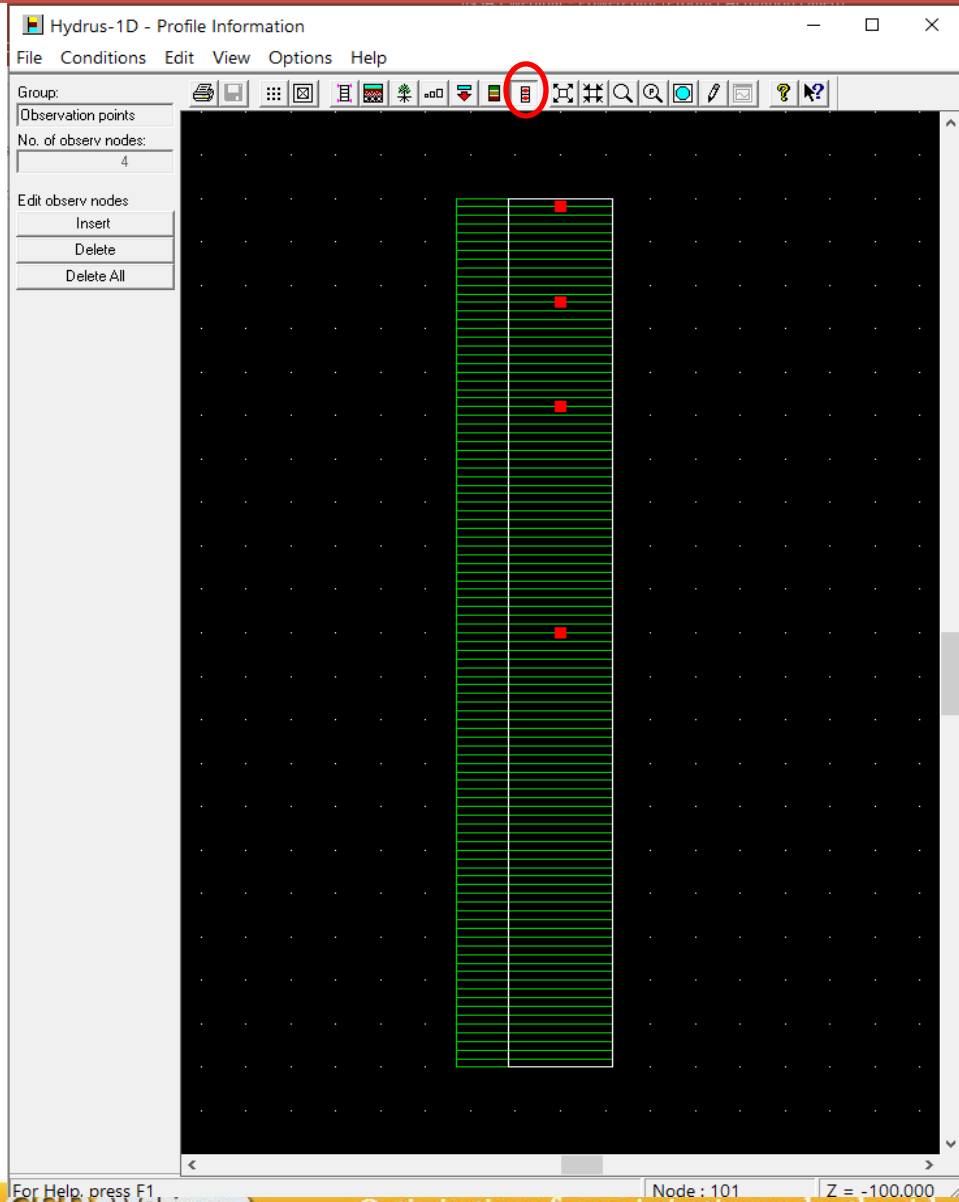 Hydrus-1D - Profile Information
File Conditions Edit View Options Help
Group:
Observation points
No. of observ nodes:
4
Edit observ nodes
Insert
Delete
Delete All
For Help, press F1
Node : 101
Z = -100.000